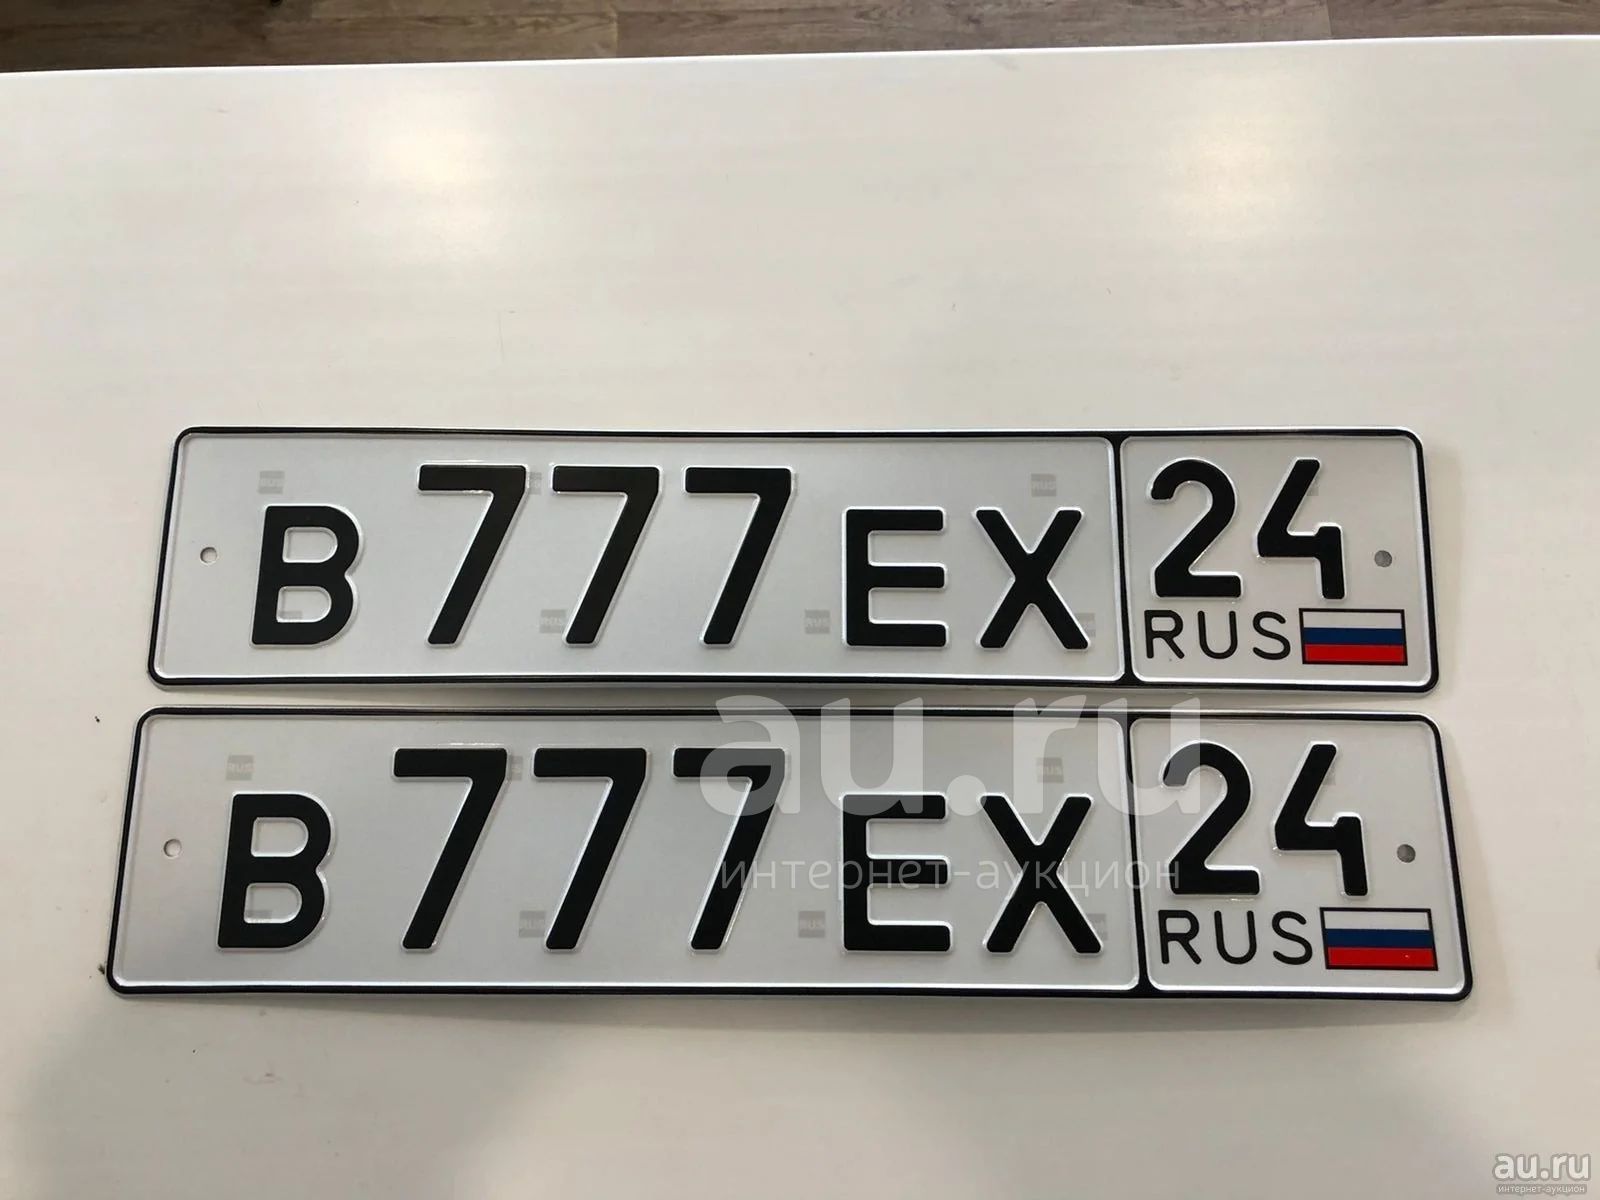 В 777 ЕХ 24
RUS
au.ru
интернет-аукцион
В 777 ЕХ 24
RUS
au.ru
интернет-аукцион